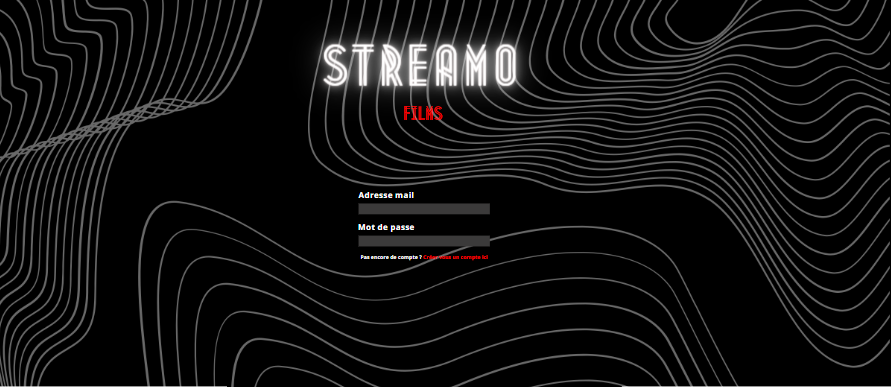 STREAMO
FILMS
Adresse mail
Mot de passe
Pas encore de compte ? Créez vous un compte ici